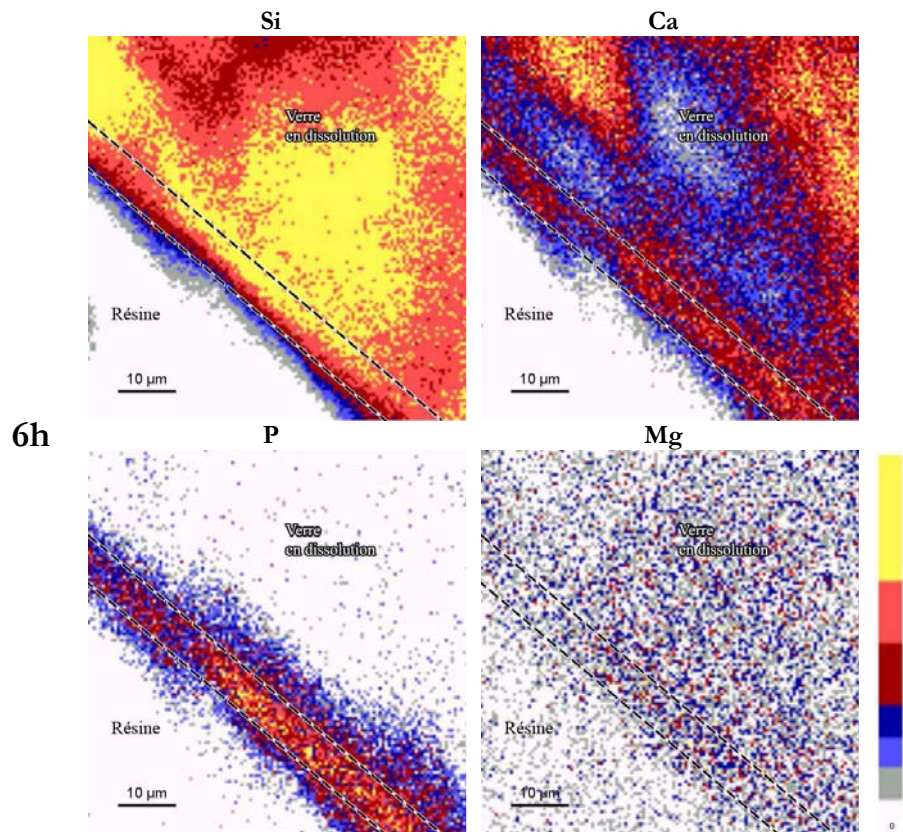 Si
Ca
Verre
en dissolution
Verre
en dissolution
Résine
Résine
10 µm
10 µm
6h
P
Mg
Verre
en dissolution
Verre
en dissolution
Résine
Résine
10 µm
10 µm
0